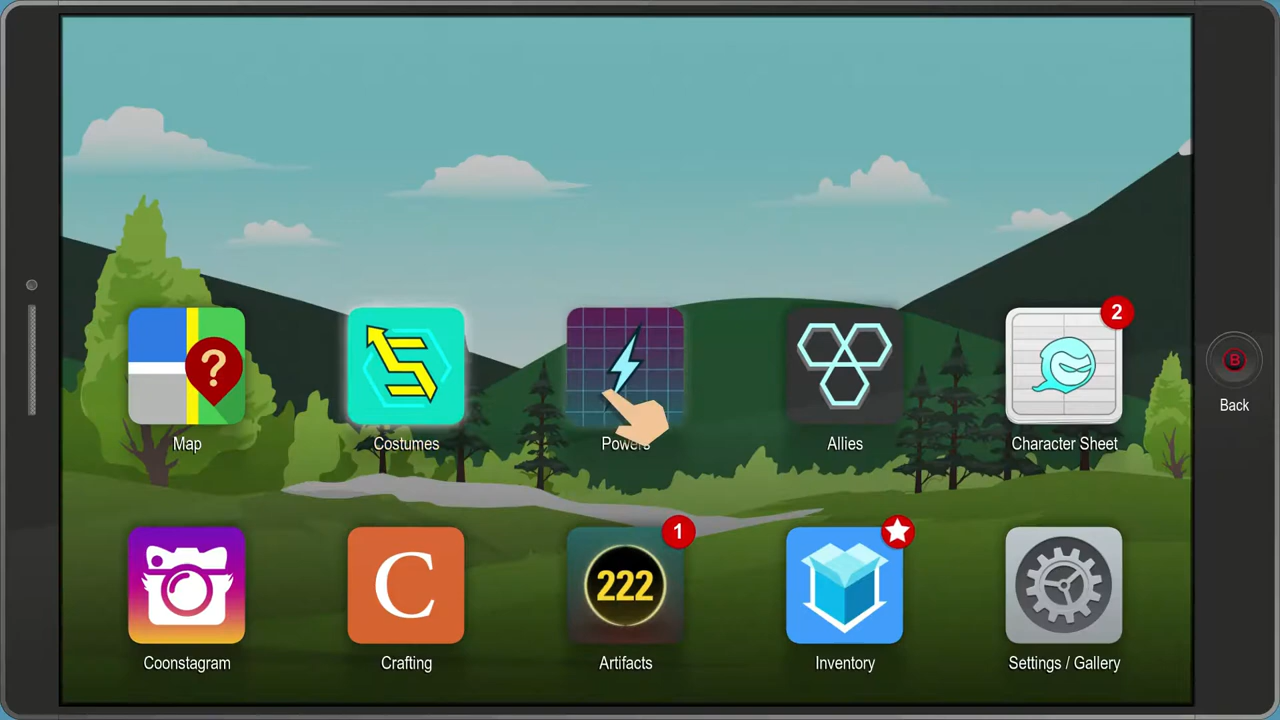 ?
2
Map
Costumes
Powers
Allies
Character Sheet
B
Back
1
C
222
Coonstagram
Crafting
Artifacts
Inventory
Settings / Gallery